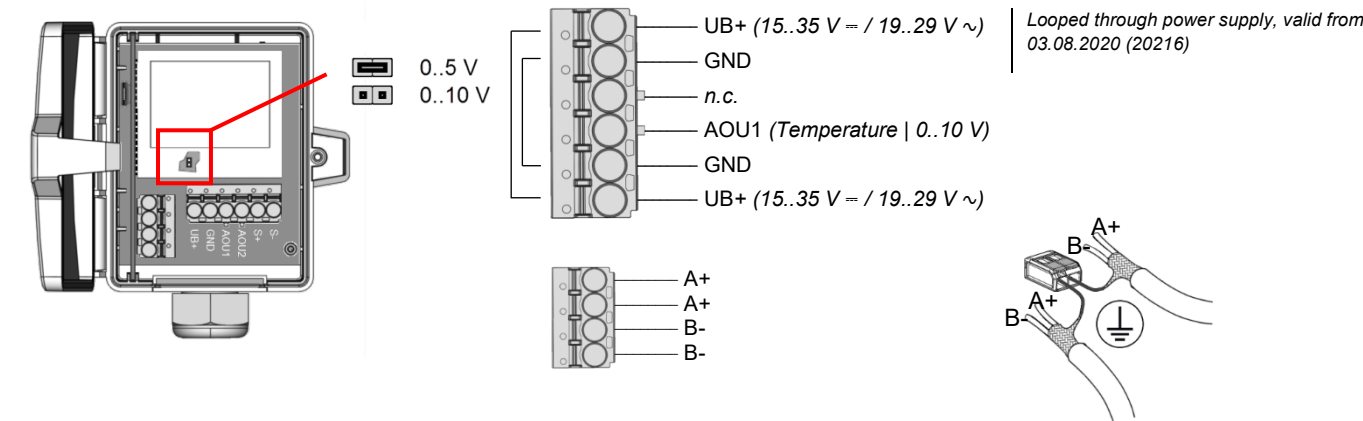 0..5 V
0..10 V
UB+
GND
AOU1
AOU2
S+
S-
UB+ (15..35 V ⎓ / 19..29 V ∿)
GND
n.c.
AOU1 (Temperature | 0..10 V)
GND
UB+ (15..35 V ⎓ / 19..29 V ∿)
Looped through power supply, valid from
03.08.2020 (20216)
A+
A+
B-
B-
A+
B-
A+
B-